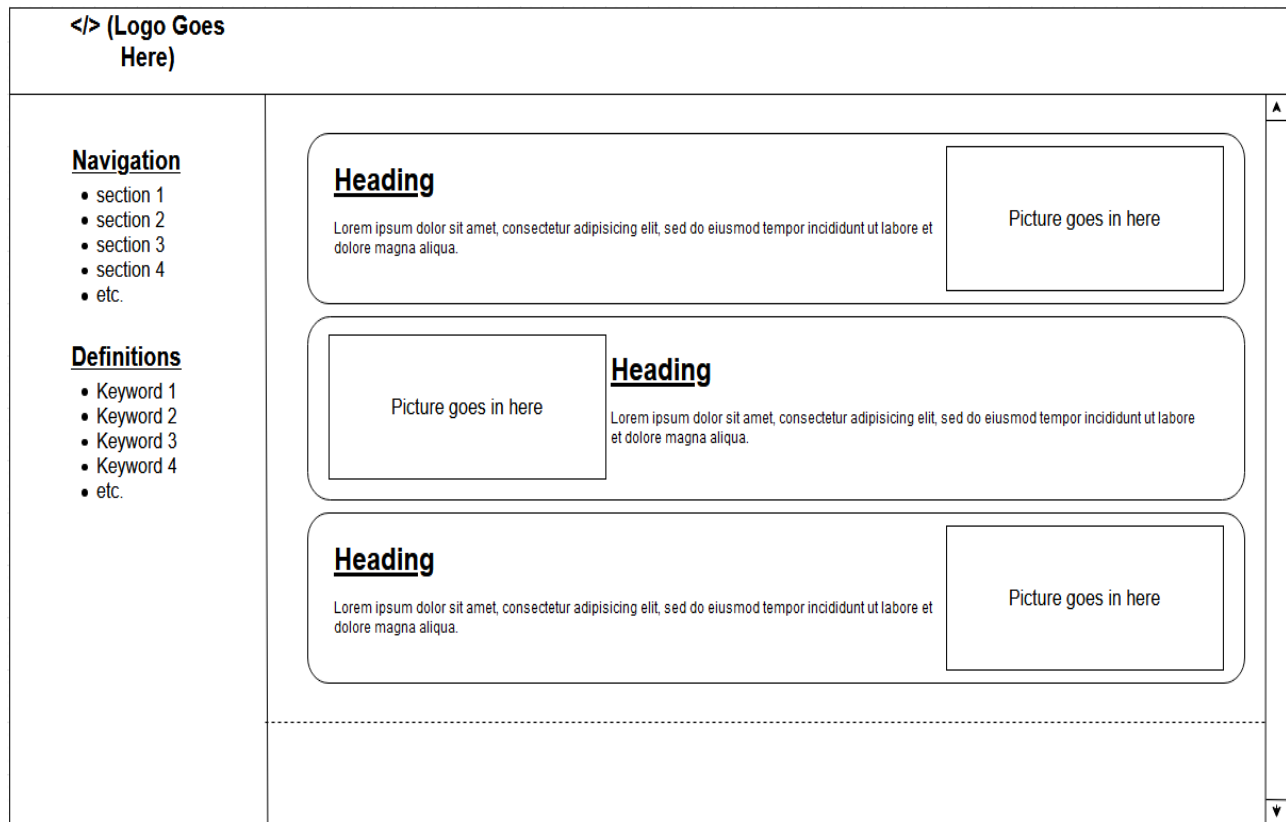 </> (Logo Goes
Here)
Navigation
section 1
section 2
section 3
section 4
etc.
Definitions
Keyword 1
Keyword 2
Keyword 3
Keyword 4
etc.
Heading
Lorem ipsum dolor sit amet, consectetur adipisicing elit, sed do eiusmod tempor incididunt ut labore et
dolore magna aliqua.
Picture goes in here
Picture goes in here
Heading
Lorem ipsum dolor sit amet, consectetur adipisicing elit, sed do eiusmod tempor incididunt ut labore
et dolore magna aliqua.
Heading
Lorem ipsum dolor sit amet, consectetur adipisicing elit, sed do eiusmod tempor incididunt ut labore et
dolore magna aliqua.
Picture goes in here